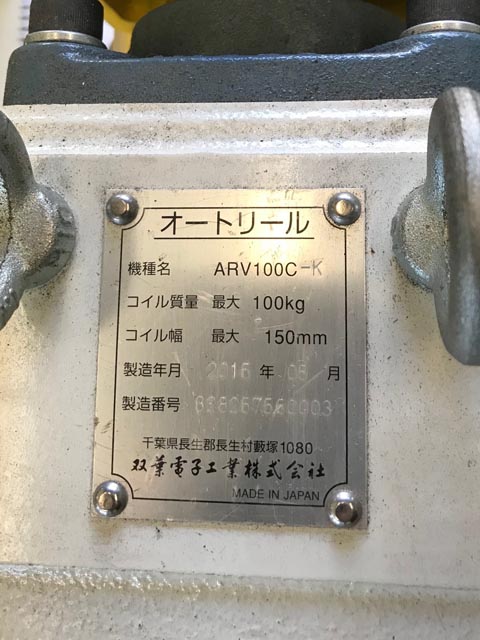 オートリール
機種名 ARV100C-K
コイル質量 最大 100kg
コイル幅 最大 150mm
製造年月 2016 年 05 月
製造番号
千葉県長生郡長生村藪塚1080
双葉電子工業株式会社
MADE IN JAPAN